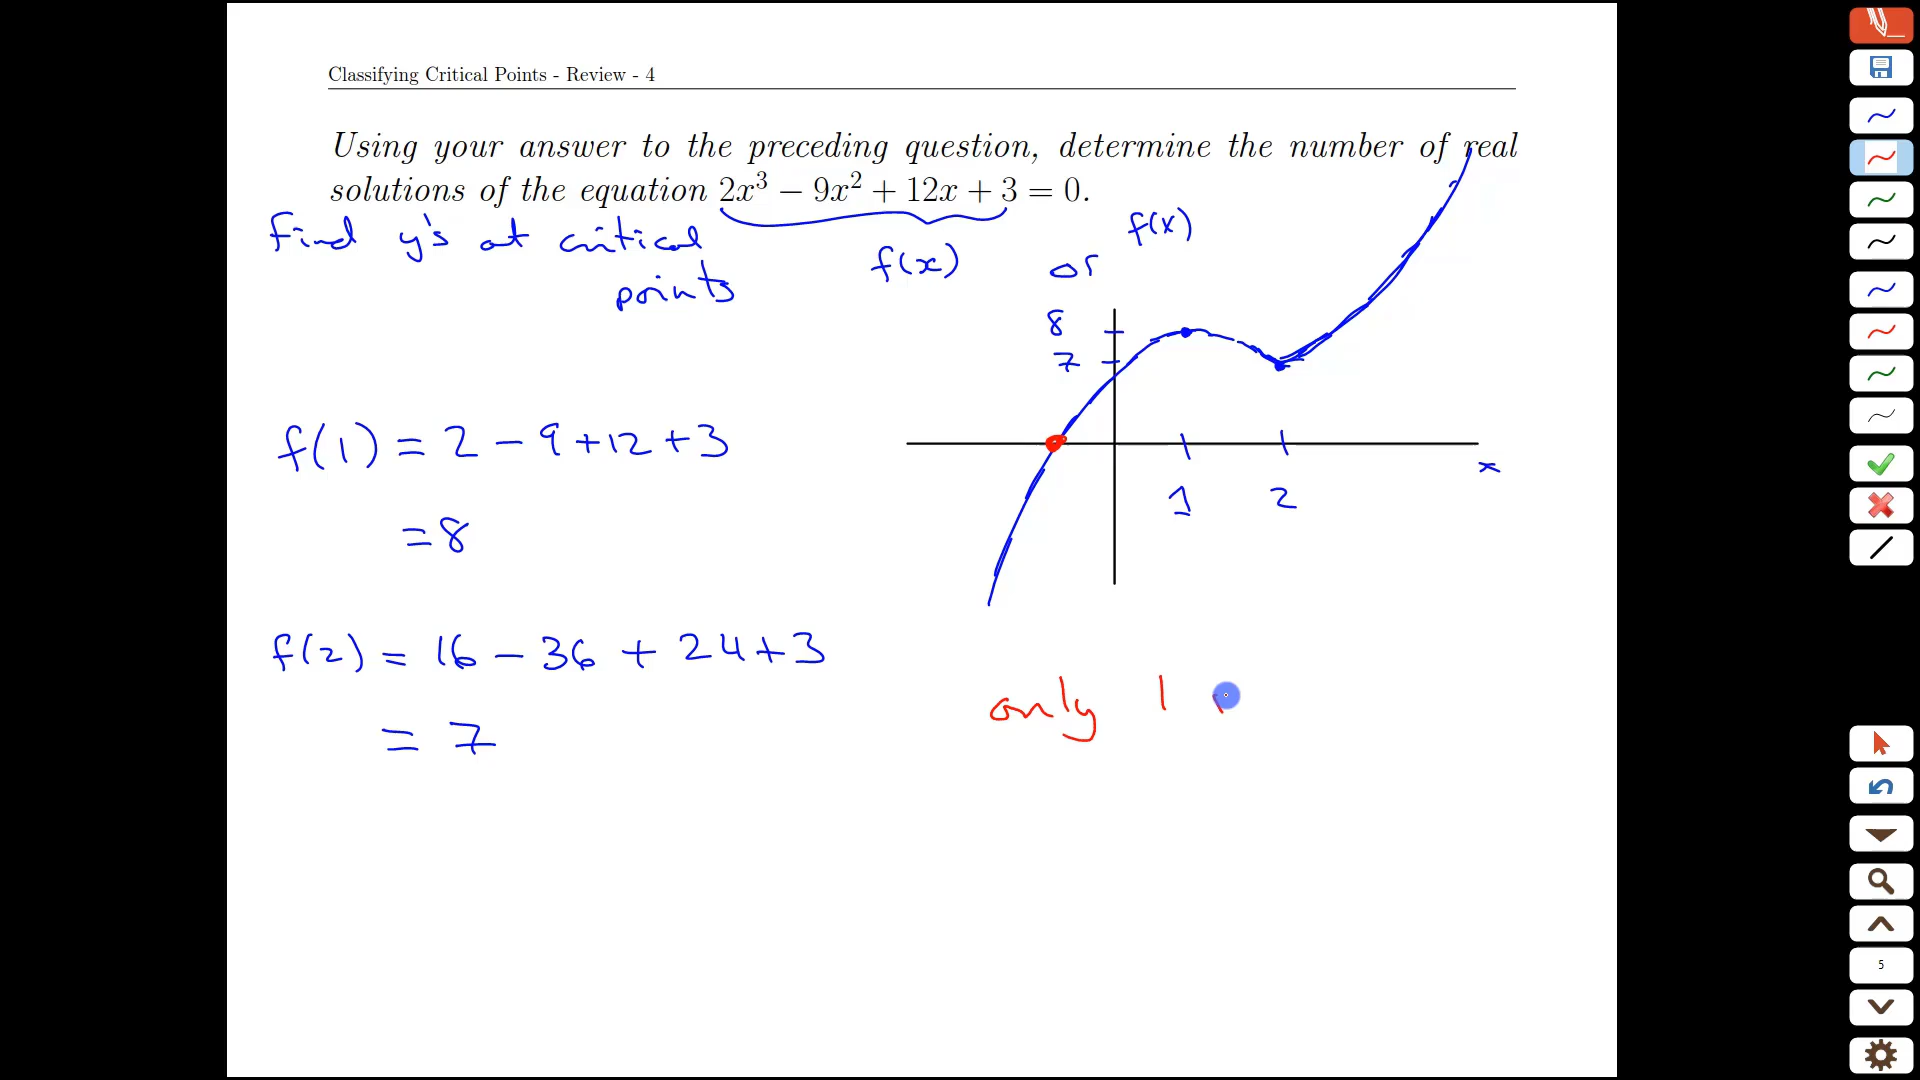 Classifying Critical Points - Review - 4
Using your answer to the preceding question, determine the number of real
solutions of the equation 2x³ − 9x² + 12x + 3 = 0.
Find y's at critical
points
f(x)
or
f(x)
8
7
x
1
2
f(1) = 2 - 9 + 12 + 3
= 8
f(2) = 16 - 36 + 24 + 3
= 7
only 1
5